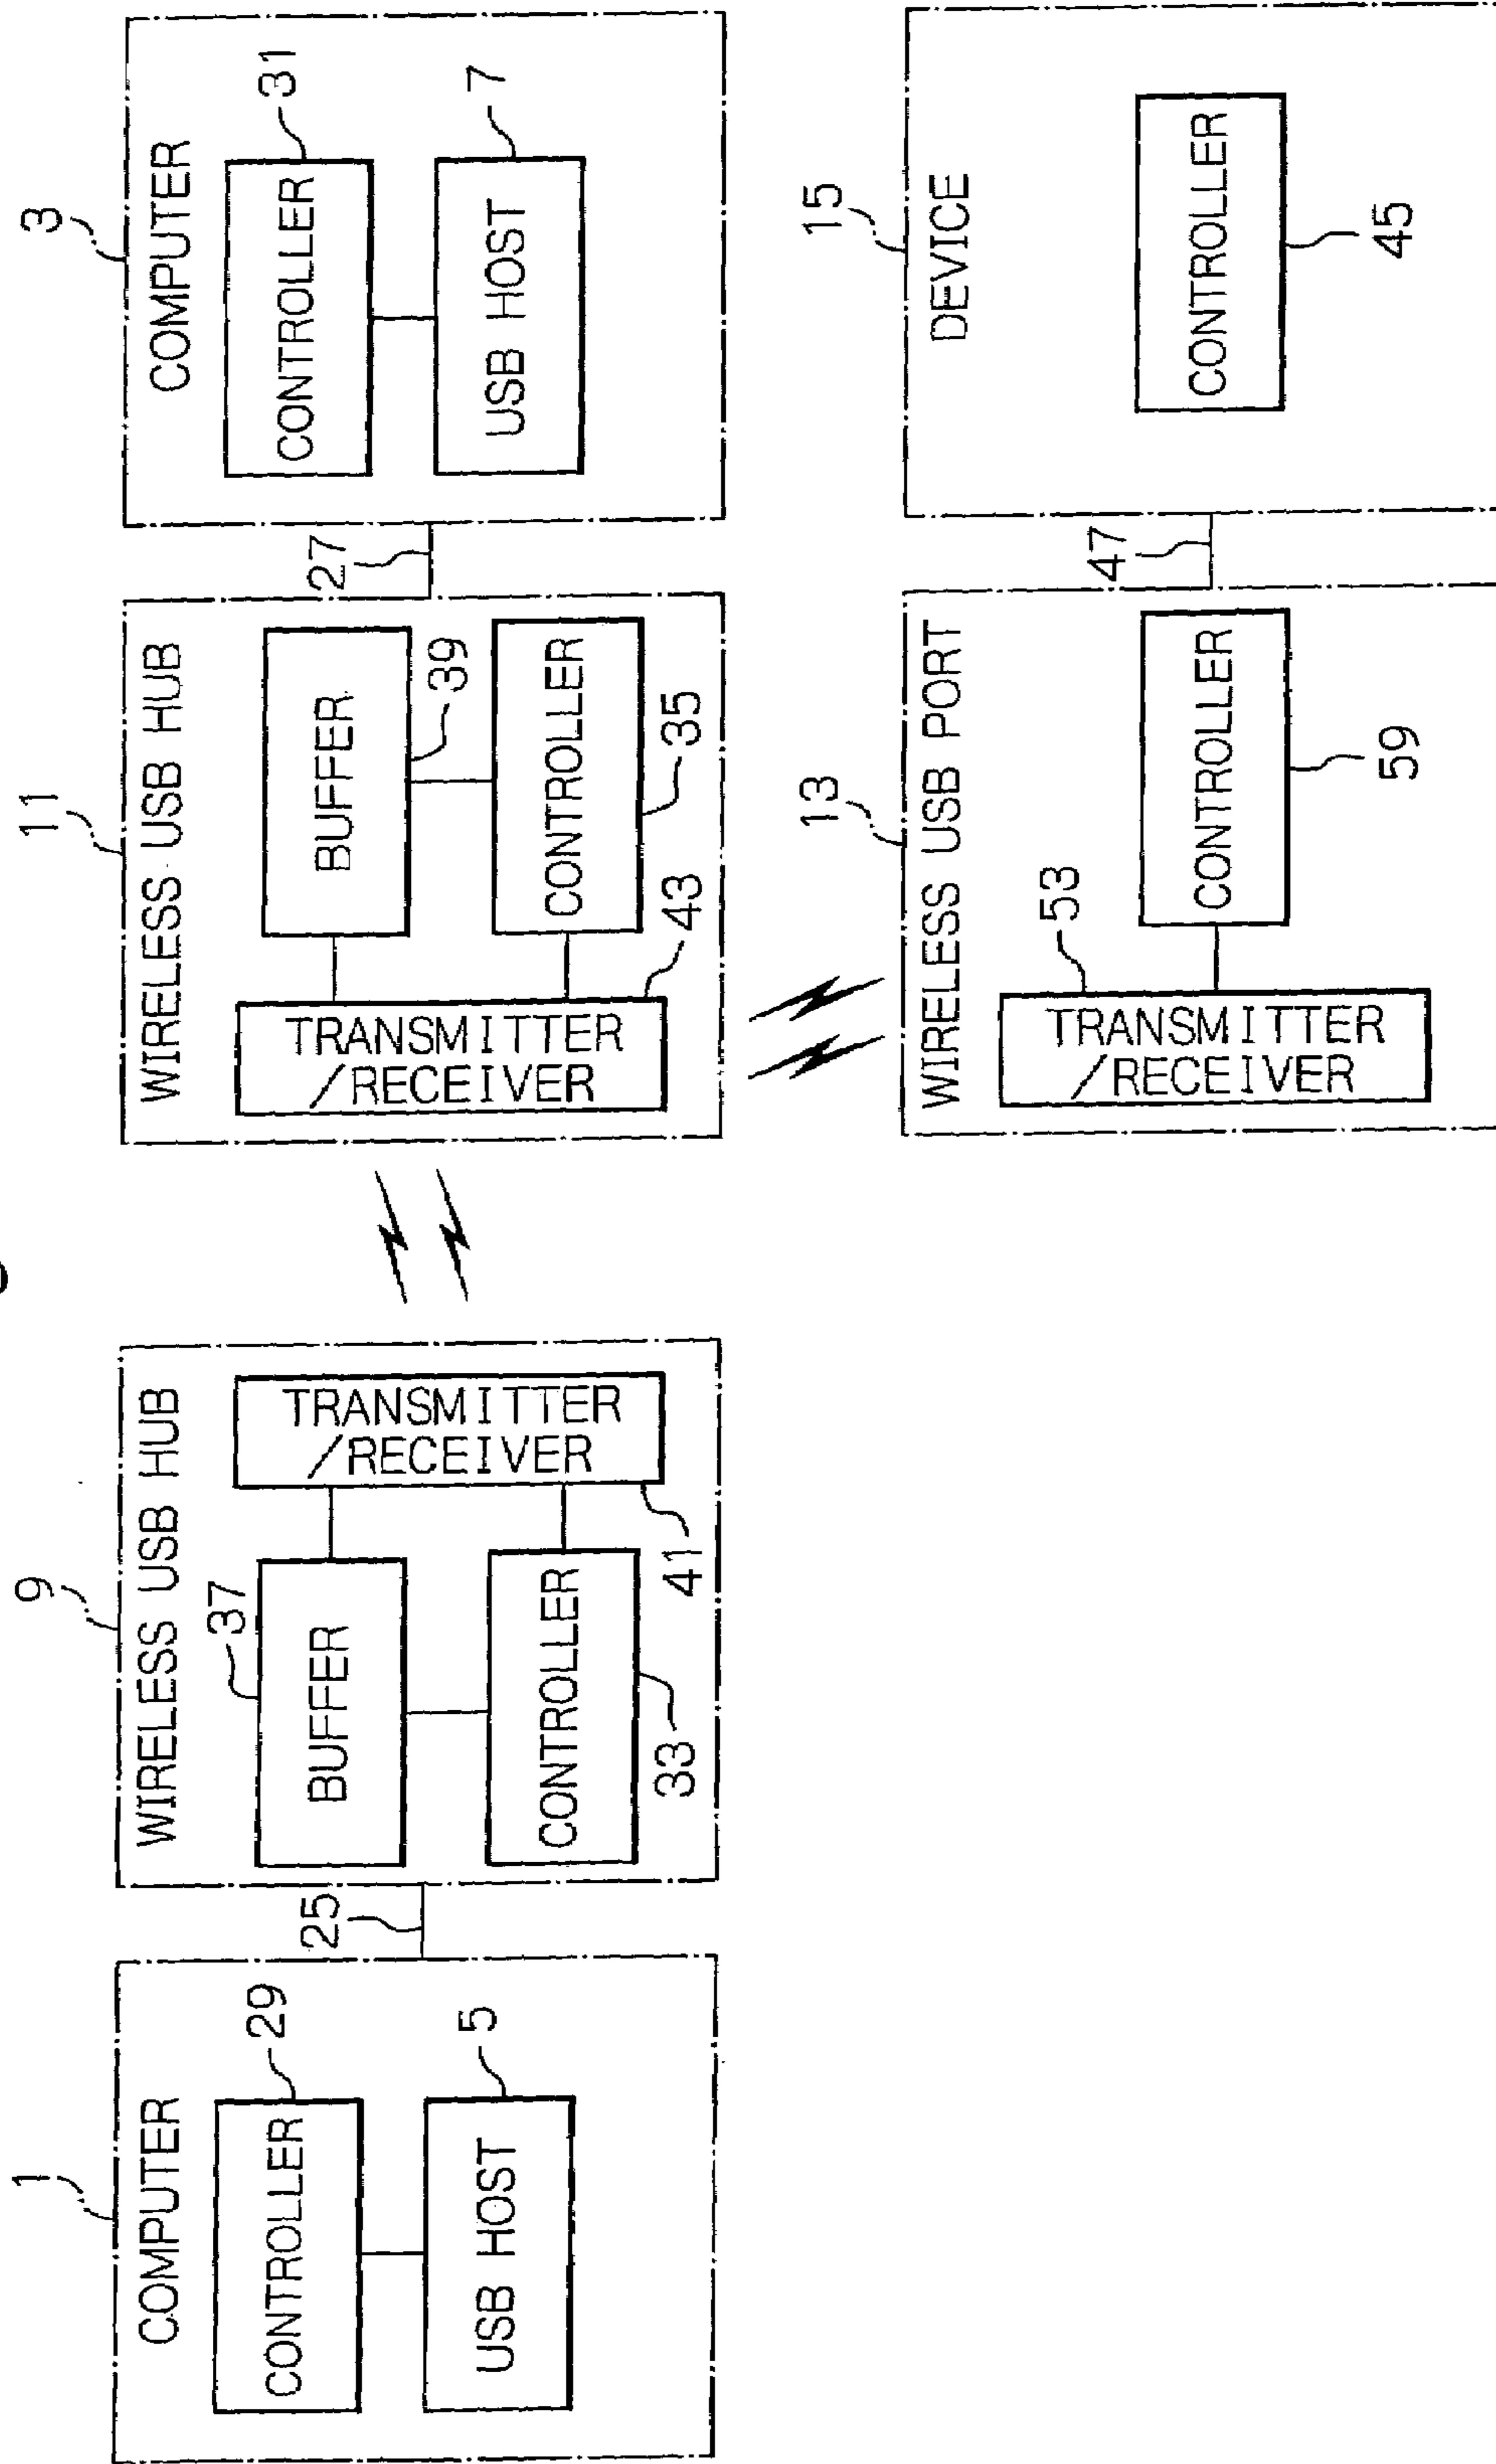 1
COMPUTER
29
CONTROLLER
5
USB HOST
25
9
WIRELESS USB HUB
37
BUFFER
CONTROLLER
33
TRANSMITTER
/RECEIVER
41
11
WIRELESS USB HUB
BUFFER
39
CONTROLLER
35
TRANSMITTER
/RECEIVER
43
27
3
COMPUTER
CONTROLLER
31
USB HOST
7
13
WIRELESS USB PORT
53
TRANSMITTER
/RECEIVER
CONTROLLER
59
47
15
DEVICE
CONTROLLER
45